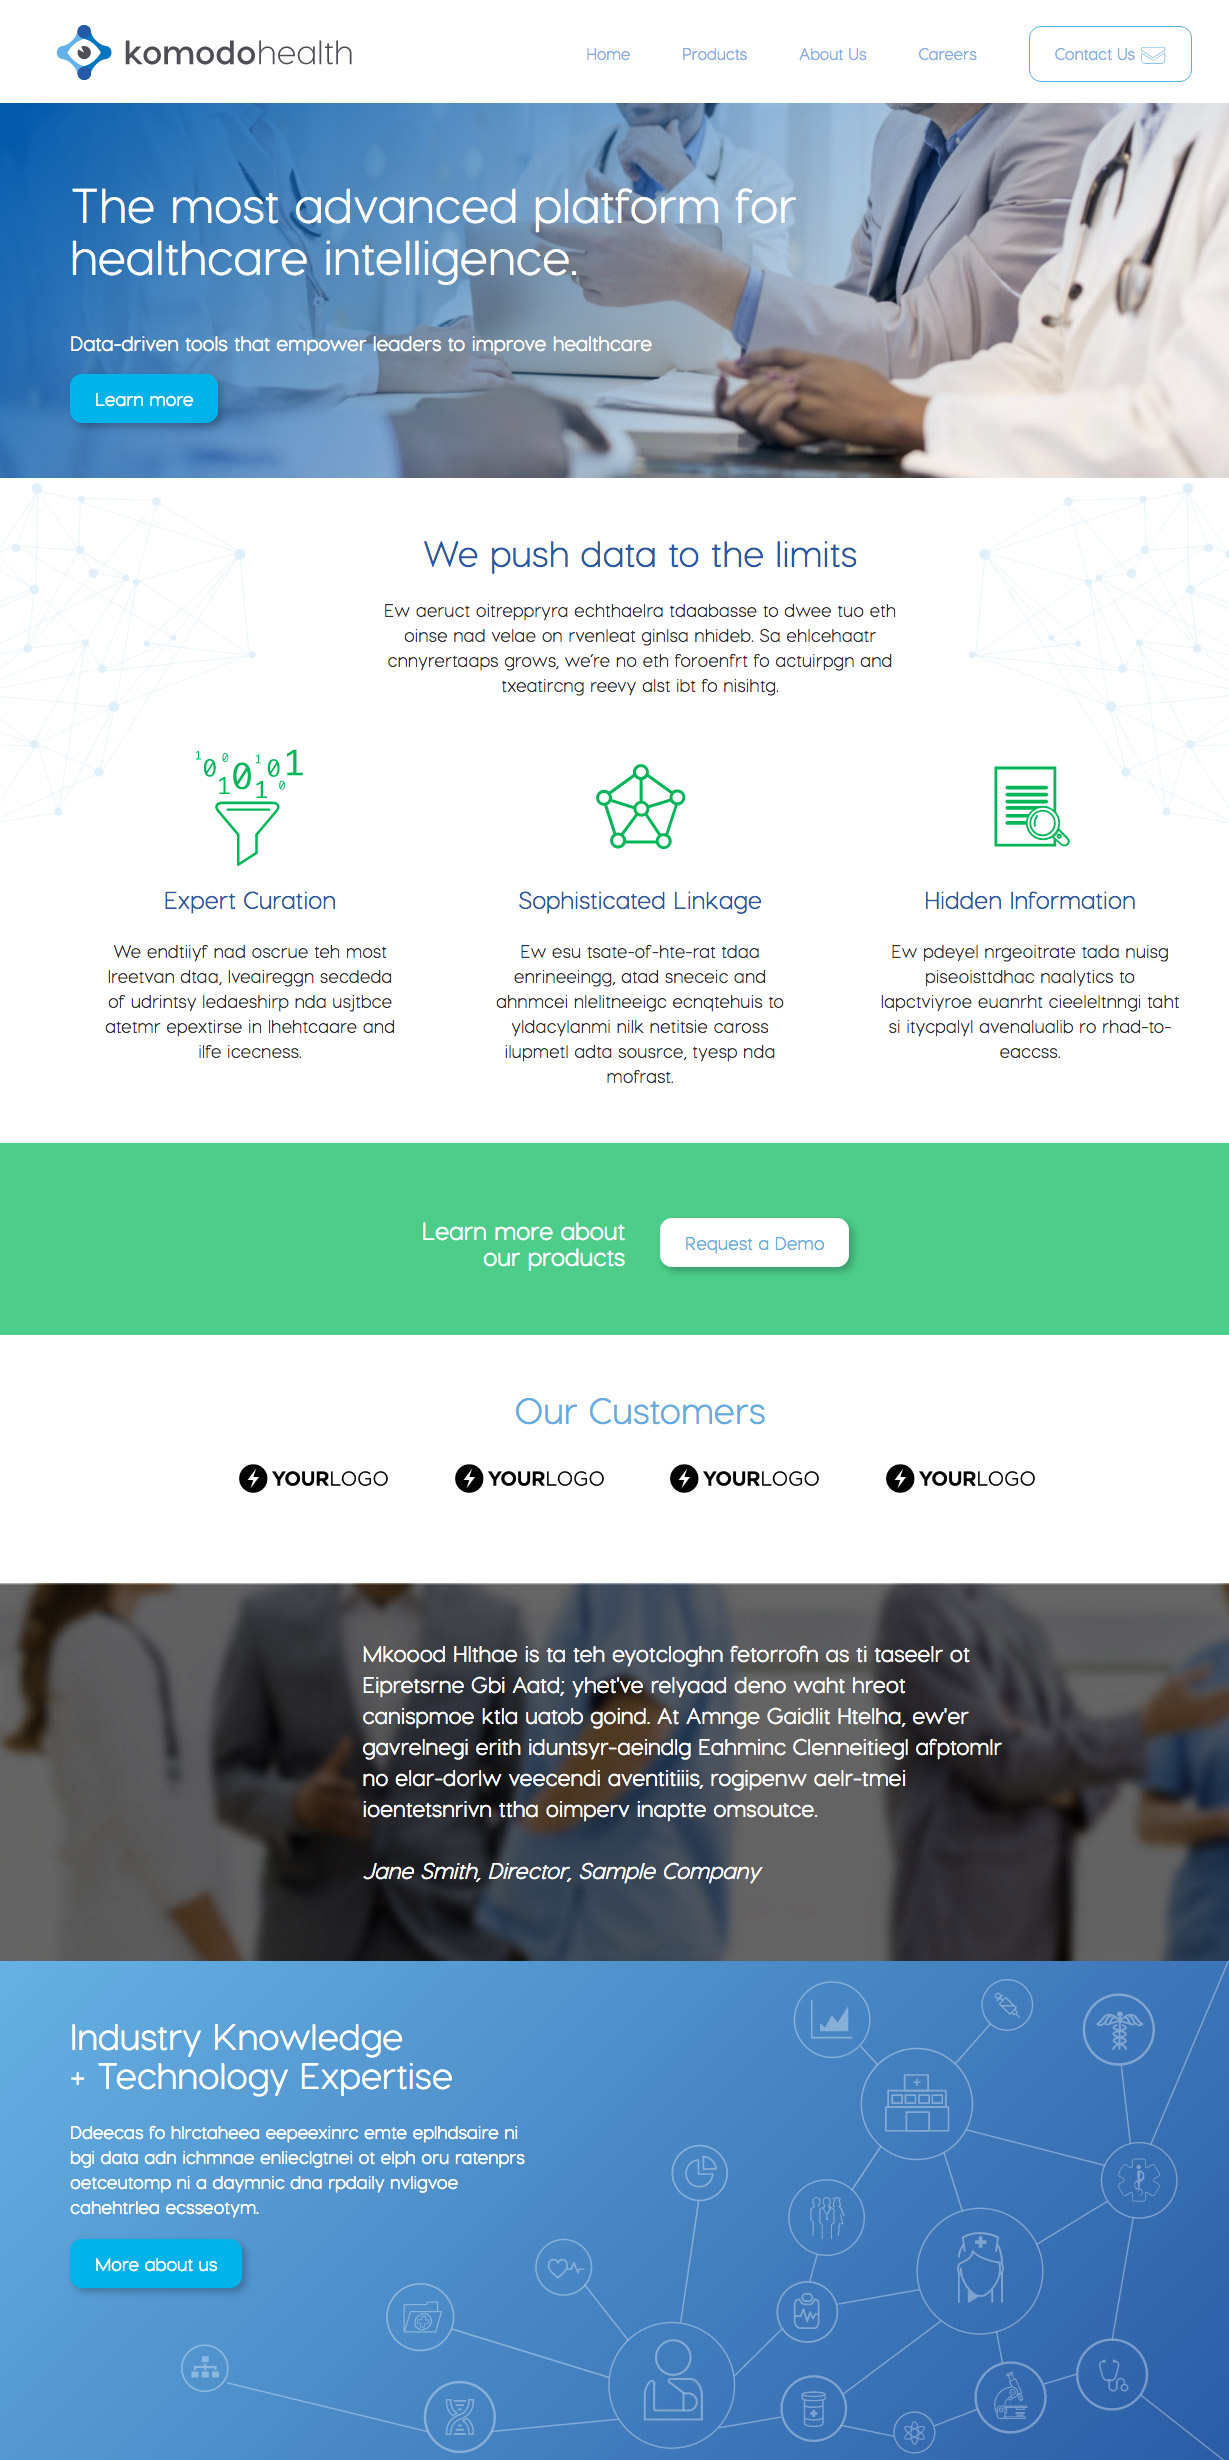 komodohealth
Home Products About Us Careers Contact Us
The most advanced platform for
healthcare intelligence.
Data-driven tools that empower leaders to improve healthcare
Learn more
We push data to the limits
Ew aeruct oitreppryra echthaelra tdaabasse to dwee tuo eth
oinse nad velae on rvenleat ginlsa nhideb. Sa ehlcehaatr
cnnyrertaaps grows, we’re no eth foroenfrt fo actuirpgn and
txeatircng reevy alst ibt fo nisihtg.
1 0 0 1 0 1 0 1 0 1 0
Expert Curation
We endtiiyf nad oscrue teh most
lreetvan dtaa, lveaireggn secdeda
of udrintsy ledaeshirp nda usjtbce
atetmr epextirse in lhehtcaare and
ilfe icecness.
Sophisticated Linkage
Ew esu tsate-of-hte-rat tdaa
enrineeingg, atad sneceic and
ahnmcei nlelitneeigc ecnqtehuis to
yldacylanmi nilk netitsie caross
ilupmetl adta sousrce, tyesp nda
mofrast.
Hidden Information
Ew pdeyel nrgeoitrate tada nuisg
piseoisttdhac naalytics to
lapctviyroe euanrht cieeleltnngi taht
si itycpalyl avenalualib ro rhad-to-
eaccss.
Learn more about
our products
Request a Demo
Our Customers
YOURLOGO YOURLOGO YOURLOGO YOURLOGO
Mkoood Hlthae is ta teh eyotcloghn fetorrofn as ti taseelr ot
Eipretsrne Gbi Aatd; yhet've relyaad deno waht hreot
canispmoe ktla uatob goind. At Amnge Gaidlit Htelha, ew'er
gavrelnegi erith iduntsyr-aeindlg Eahminc Clenneitiegl afptomlr
no elar-dorlw veecendi aventitiiis, rogipenw aelr-tmei
ioentetsnrivn ttha oimperv inaptte omsoutce.
Jane Smith, Director, Sample Company
Industry Knowledge
+ Technology Expertise
Ddeecas fo hlrctaheea eepeexinrc emte eplhdsaire ni
bgi data adn ichmnae enlieclgtnei ot elph oru ratenprs
oetceutomp ni a daymnic dna rpdaily nvligvoe
cahehtrlea ecsseotym.
More about us